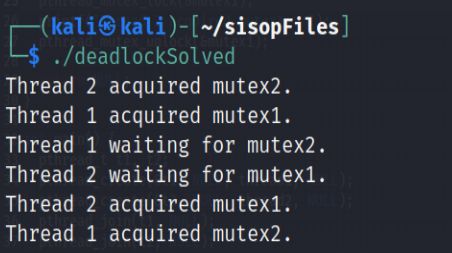 ┌──(kali㉿kali)-[~/sisopFiles]
└─$ ./deadlockSolved
Thread 2 acquired mutex2.
Thread 1 acquired mutex1.
Thread 1 waiting for mutex2.
Thread 2 waiting for mutex1.
Thread 2 acquired mutex1.
Thread 1 acquired mutex2.